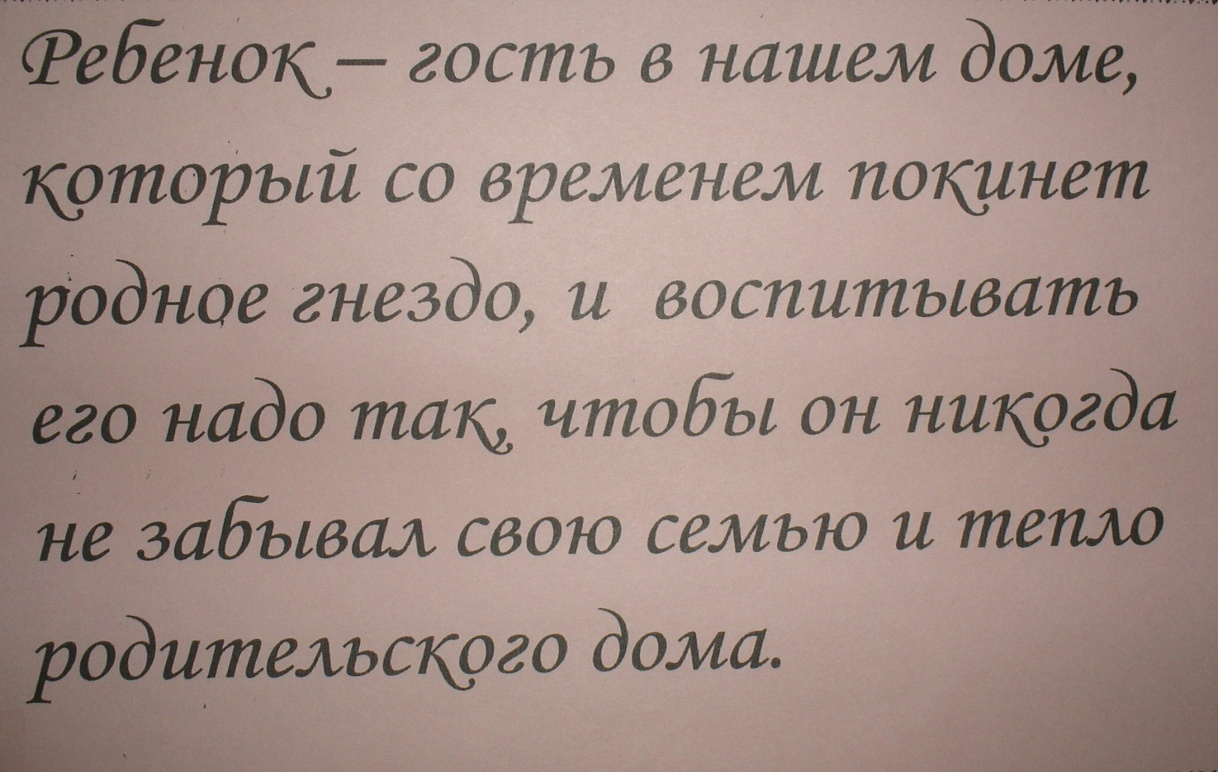 Ребенок – гость в нашем доме,
который со временем покинет
родное гнездо, и воспитывать
его надо так, чтобы он никогда
не забывал свою семью и тепло
родительского дома.